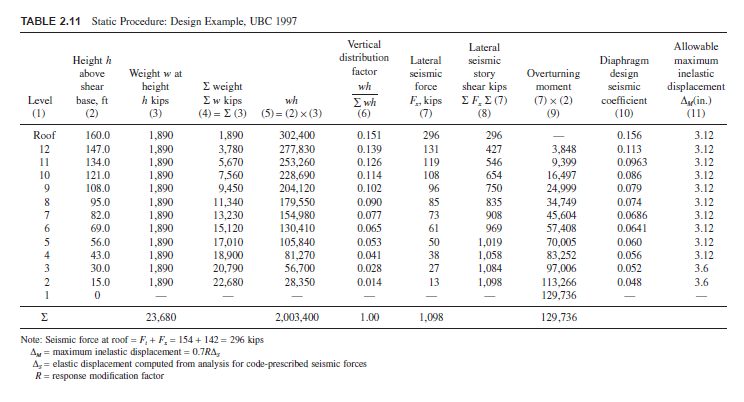 TABLE 2.11 Static Procedure: Design Example, UBC 1997
Level (1) | Height h above shear base, ft (2) | Weight w at height h kips (3) | Σ weight Σ w kips (4) = Σ (3) | wh (5) = (2) × (3) | Vertical distribution factor wh / Σ wh (6) | Lateral seismic force Fx, kips (7) | Lateral seismic story shear kips Σ Fx Σ (7) (8) | Overturning moment (7) × (2) (9) | Diaphragm design seismic coefficient (10) | Allowable maximum inelastic displacement ΔM(in.) (11)
Roof 160.0 1,890 1,890 302,400 0.151 296 296 — 0.156 3.12
12 147.0 1,890 3,780 277,830 0.139 131 427 3,848 0.113 3.12
11 134.0 1,890 5,670 253,260 0.126 119 546 9,399 0.0963 3.12
10 121.0 1,890 7,560 228,690 0.114 108 654 16,497 0.086 3.12
9 108.0 1,890 9,450 204,120 0.102 96 750 24,999 0.079 3.12
8 95.0 1,890 11,340 179,550 0.090 85 835 34,749 0.074 3.12
7 82.0 1,890 13,230 154,980 0.077 73 908 45,604 0.0686 3.12
6 69.0 1,890 15,120 130,410 0.065 61 969 57,408 0.0641 3.12
5 56.0 1,890 17,010 105,840 0.053 50 1,019 70,005 0.060 3.12
4 43.0 1,890 18,900 81,270 0.041 38 1,058 83,252 0.056 3.12
3 30.0 1,890 20,790 56,700 0.028 27 1,084 97,006 0.052 3.6
2 15.0 1,890 22,680 28,350 0.014 13 1,098 113,266 0.048 3.6
1 0 — — — — — — 129,736 — —
Σ 23,680 2,003,400 1.00 1,098 129,736
Note: Seismic force at roof = Ft + Fx = 154 + 142 = 296 kips
ΔM = maximum inelastic displacement = 0.7RΔs
Δs = elastic displacement computed from analysis for code-prescribed seismic forces
R = response modification factor